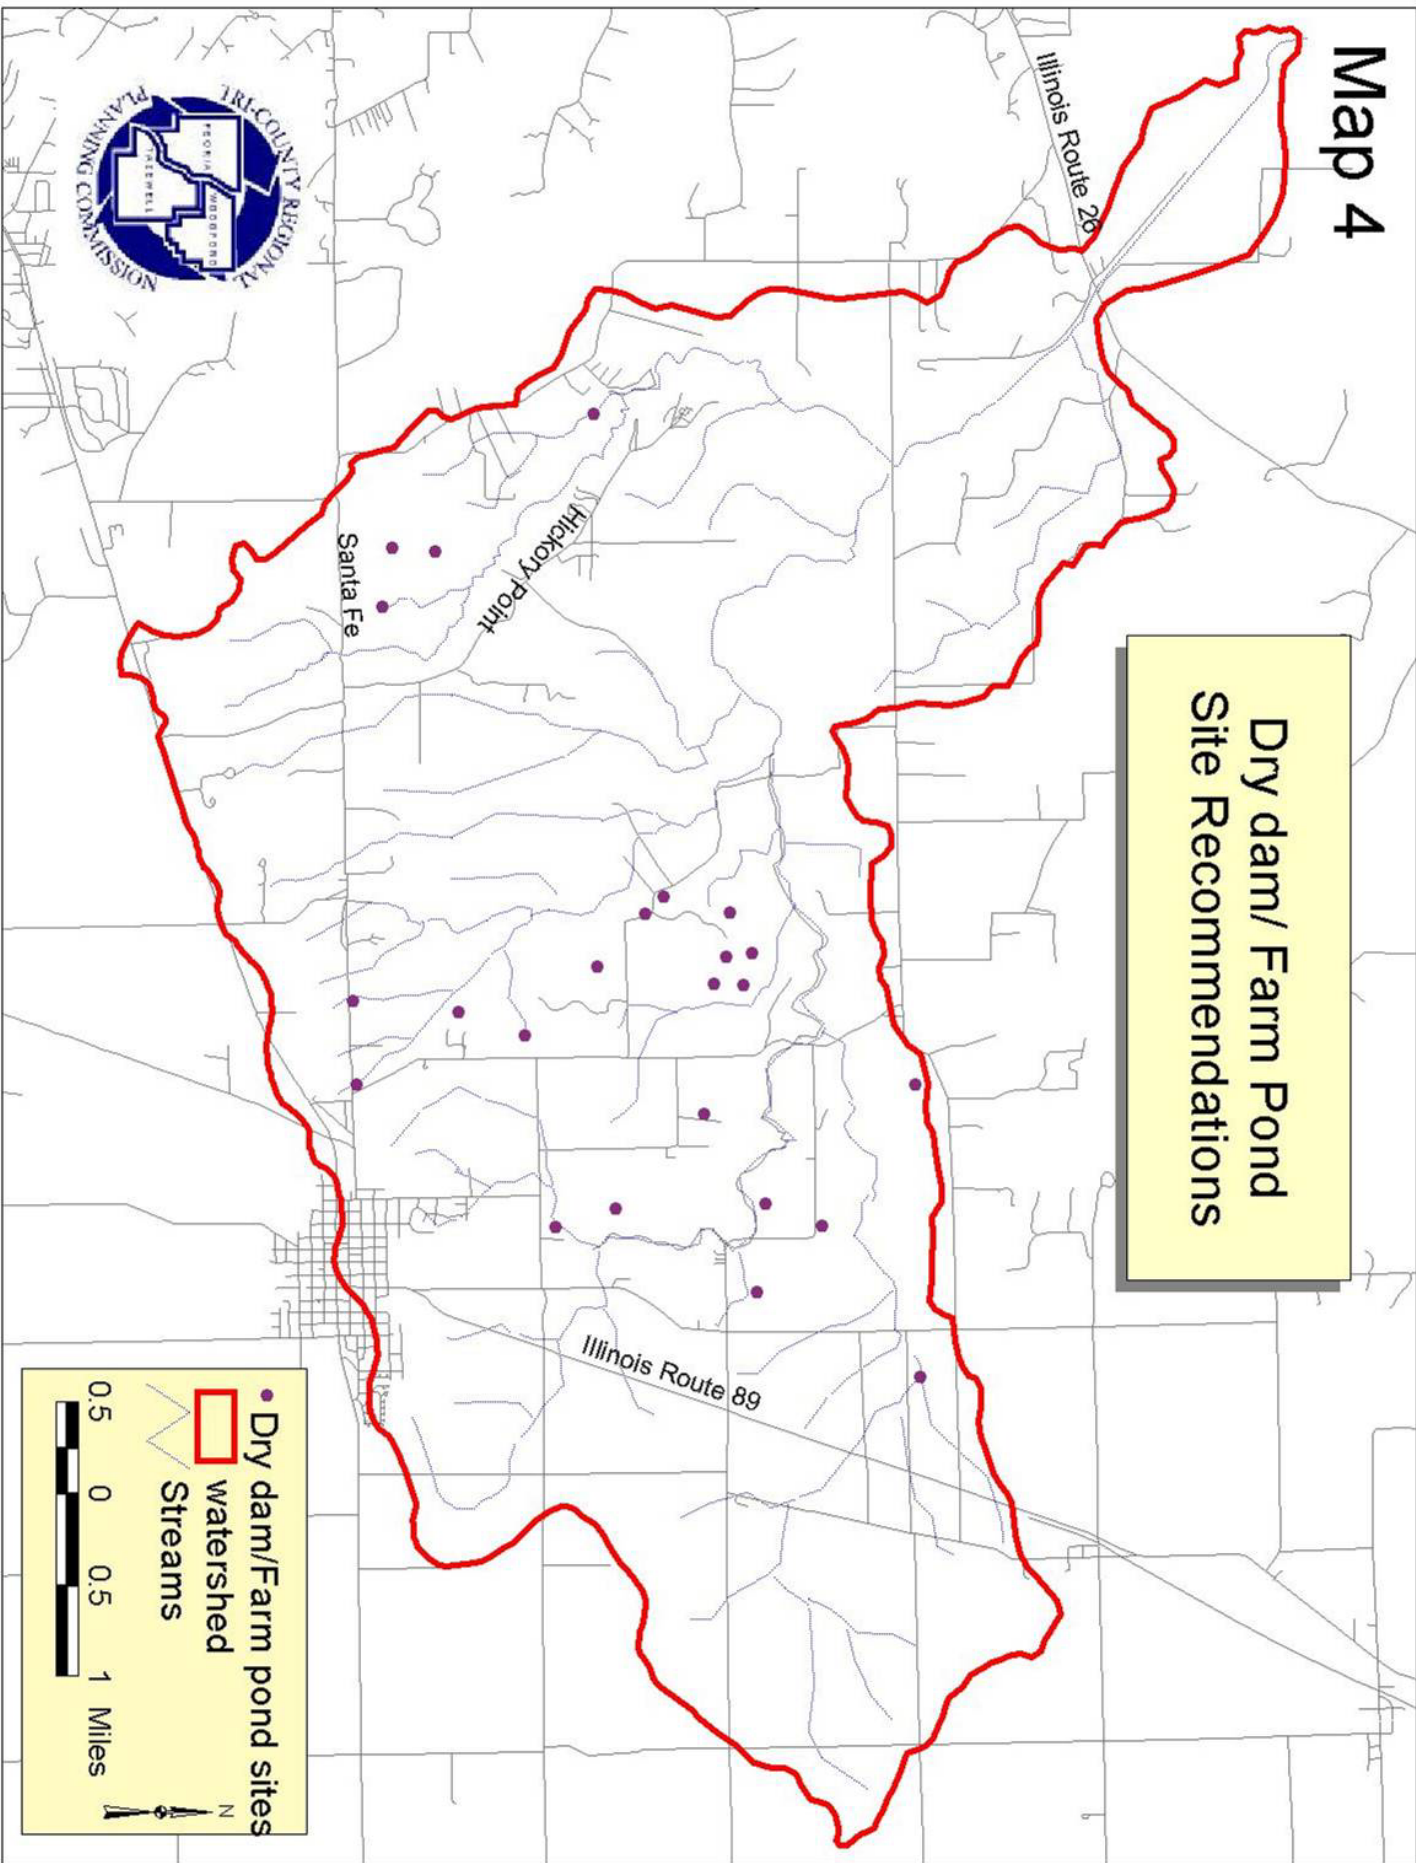 Map 4
Dry dam/ Farm Pond
Site Recommendations
Illinois Route 26
Hickory Point
Santa Fe
Illinois Route 89
TRI-COUNTY REGIONAL
PLANNING COMMISSION
PEORIA
WOODFORD
TAZEWELL
Dry dam/Farm pond sites
watershed
Streams
0.5 0 0.5 1 Miles
N